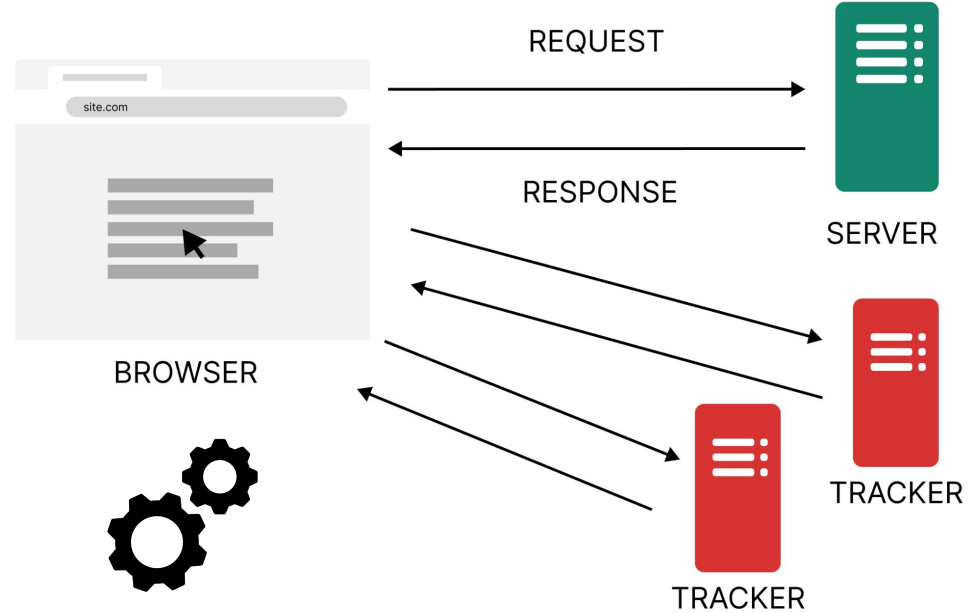 REQUEST
site.com
RESPONSE
SERVER
BROWSER
TRACKER
TRACKER